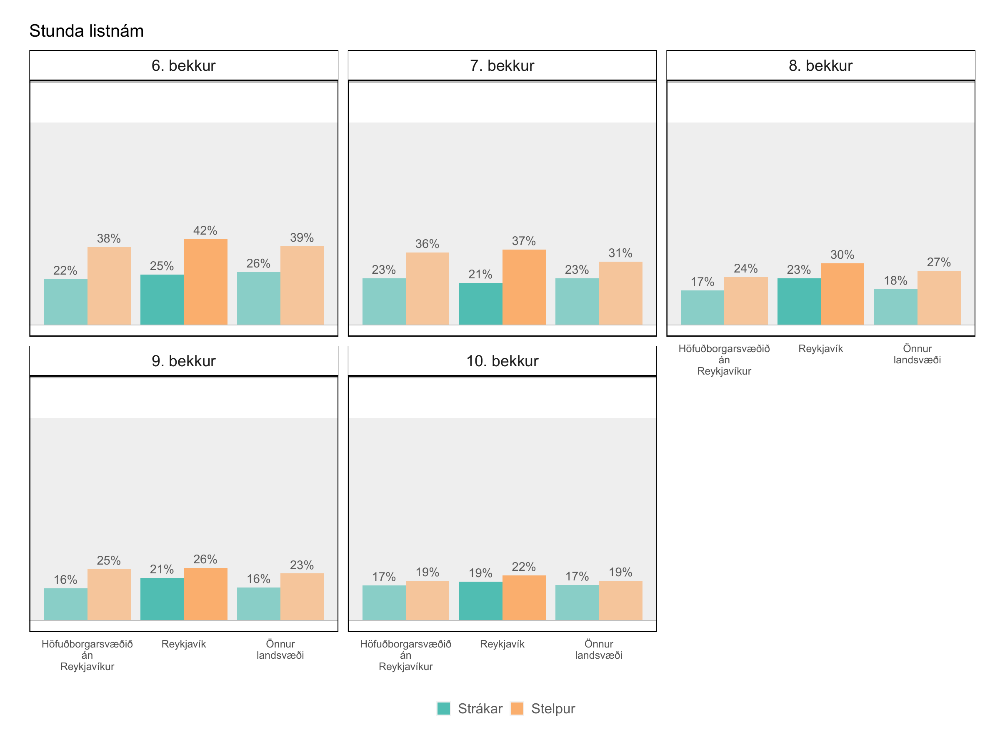 Stunda listnám
6. bekkur
7. bekkur
8. bekkur
22%
38%
25%
42%
26%
39%
23%
36%
21%
37%
23%
31%
17%
24%
23%
30%
18%
27%
Höfuðborgarsvæðið
án
Reykjavíkur
Reykjavík
Önnur
landsvæði
9. bekkur
10. bekkur
16%
25%
21%
26%
16%
23%
17%
19%
19%
22%
17%
19%
Höfuðborgarsvæðið
án
Reykjavíkur
Reykjavík
Önnur
landsvæði
Höfuðborgarsvæðið
án
Reykjavíkur
Reykjavík
Önnur
landsvæði
Strákar
Stelpur